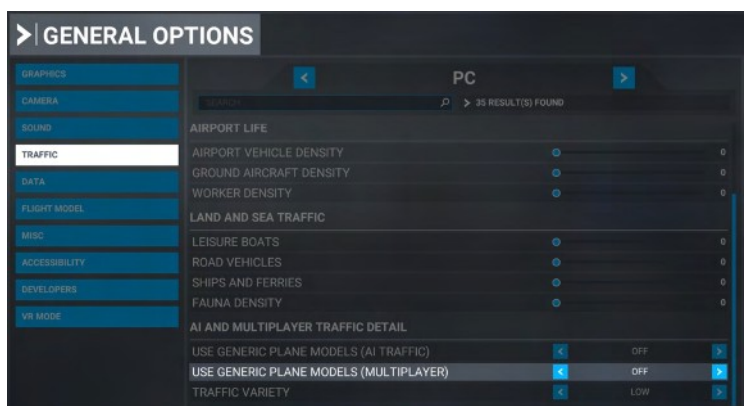 > GENERAL OPTIONS
GRAPHICS
CAMERA
SOUND
TRAFFIC
DATA
FLIGHT MODEL
MISC
ACCESSIBILITY
DEVELOPERS
VR MODE
< PC >
SEARCH > 35 RESULT(S) FOUND
AIRPORT LIFE
AIRPORT VEHICLE DENSITY 0
GROUND AIRCRAFT DENSITY 0
WORKER DENSITY 0
LAND AND SEA TRAFFIC
LEISURE BOATS 0
ROAD VEHICLES 0
SHIPS AND FERRIES 0
FAUNA DENSITY 0
AI AND MULTIPLAYER TRAFFIC DETAIL
USE GENERIC PLANE MODELS (AI TRAFFIC) < OFF >
USE GENERIC PLANE MODELS (MULTIPLAYER) < OFF >
TRAFFIC VARIETY < LOW >